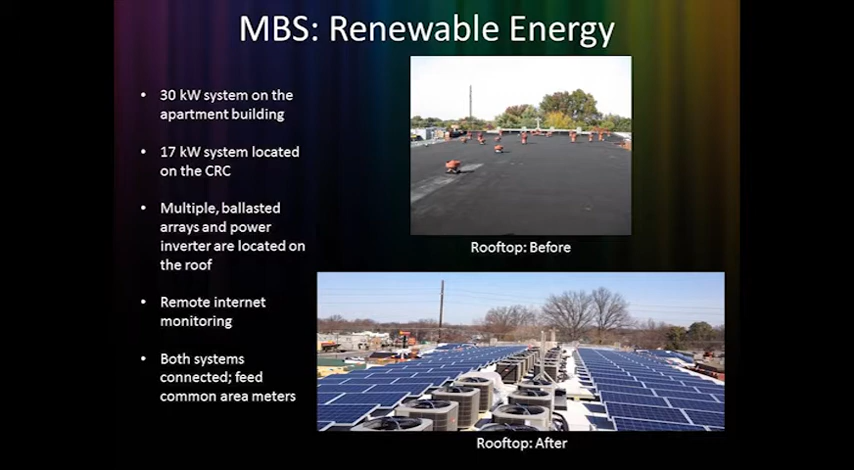 MBS: Renewable Energy
• 30 kW system on the
apartment building
• 17 kW system located
on the CRC
• Multiple, ballasted
arrays and power
inverter are located on
the roof
• Remote internet
monitoring
• Both systems
connected; feed
common area meters
Rooftop: Before
Rooftop: After